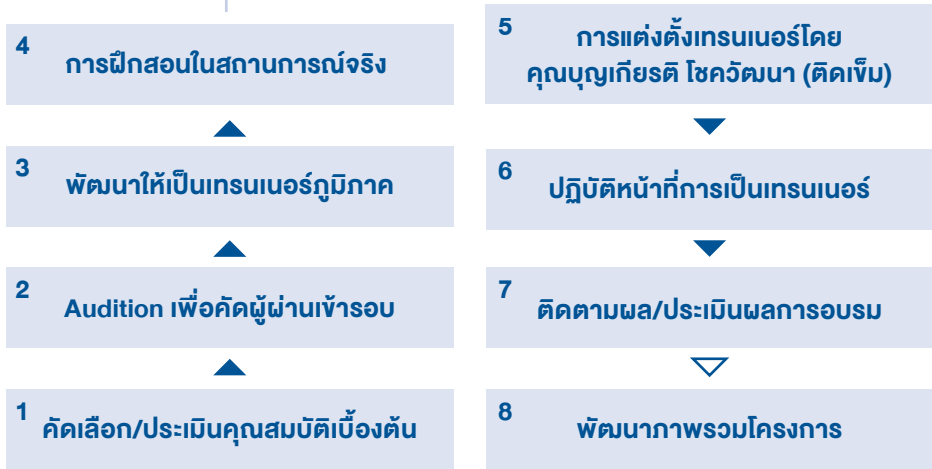 4
การฝึกสอนในสถานการณ์จริง
3
พัฒนาให้เป็นเทรนเนอร์ภูมิภาค
2
Audition เพื่อคัดผู้ผ่านเข้ารอบ
1
คัดเลือก/ประเมินคุณสมบัติเบื้องต้น
5
การแต่งตั้งเทรนเนอร์โดย
คุณบุญเกียรติ โชควัฒนา (ติดเข็ม)
6
ปฏิบัติหน้าที่การเป็นเทรนเนอร์
7
ติดตามผล/ประเมินผลการอบรม
8
พัฒนาภาพรวมโครงการ